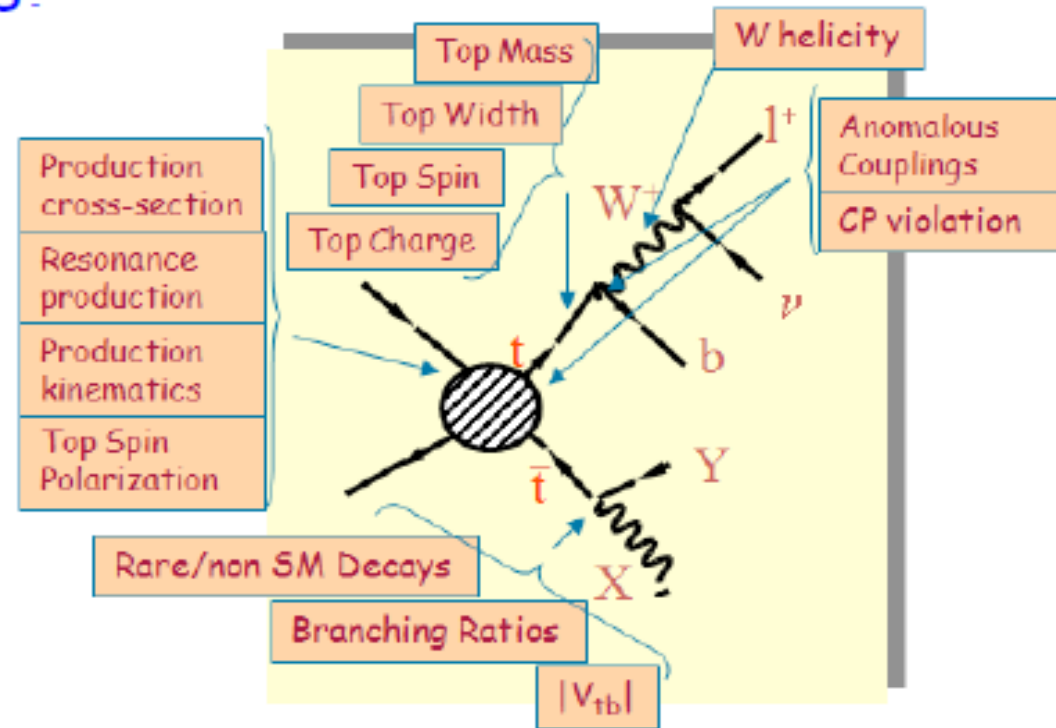 Top Mass
W helicity
Top Width
Top Spin
Top Charge
Production
cross-section
Resonance
production
Production
kinematics
Top Spin
Polarization
Anomalous
Couplings
CP violation
l⁺
W⁺
ν
t
b
t̄
Y
X
Rare/non SM Decays
Branching Ratios
|V_tb|